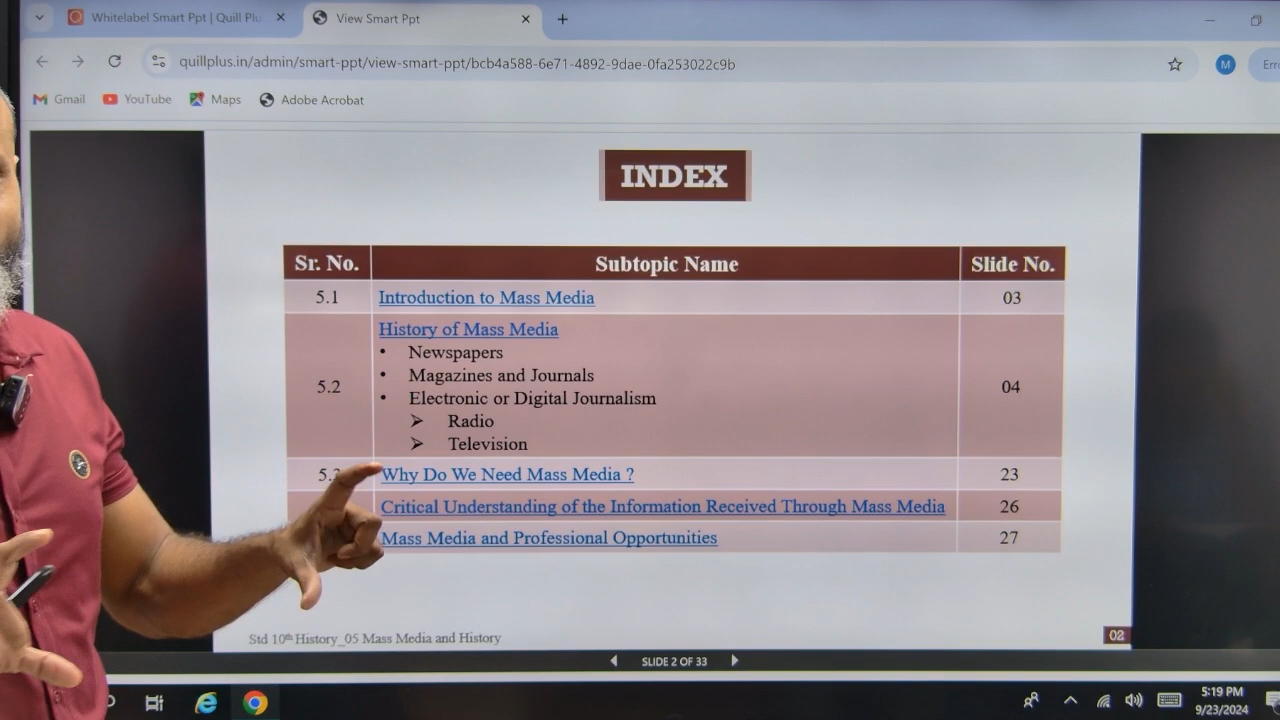 Whitelabel Smart Ppt | Quill Plu
View Smart Ppt
quillplus.in/admin/smart-ppt/view-smart-ppt/bcb4a588-6e71-4892-9dae-0fa253022c9b
M
Gmail
YouTube
Maps
Adobe Acrobat
INDEX
Sr. No. Subtopic Name Slide No.
5.1 Introduction to Mass Media 03
History of Mass Media
• Newspapers
• Magazines and Journals
5.2 04
• Electronic or Digital Journalism
➢ Radio
➢ Television
Why Do We Need Mass Media ? 23
Critical Understanding of the Information Received Through Mass Media 26
Mass Media and Professional Opportunities 27
Std 10th History_05 Mass Media and History
02
SLIDE 2 OF 33
5:19 PM
9/23/2024